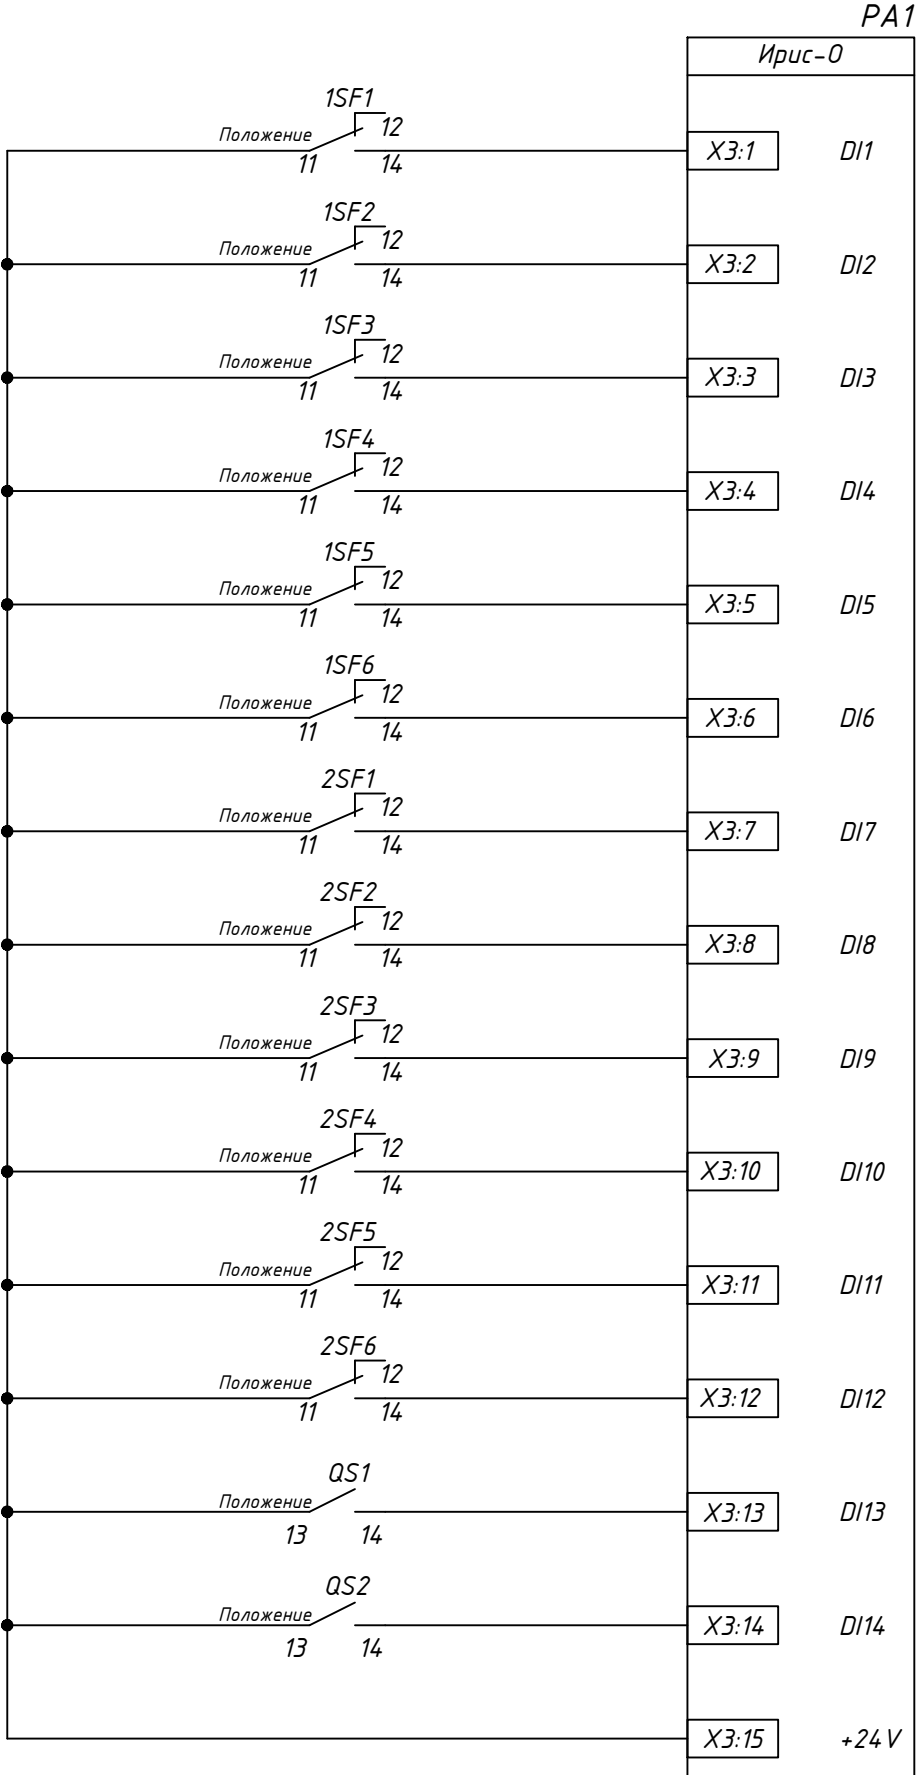 PA1
Ирис-О
1SF1
Положение 12
11 14 X3:1 DI1
1SF2
Положение 12
11 14 X3:2 DI2
1SF3
Положение 12
11 14 X3:3 DI3
1SF4
Положение 12
11 14 X3:4 DI4
1SF5
Положение 12
11 14 X3:5 DI5
1SF6
Положение 12
11 14 X3:6 DI6
2SF1
Положение 12
11 14 X3:7 DI7
2SF2
Положение 12
11 14 X3:8 DI8
2SF3
Положение 12
11 14 X3:9 DI9
2SF4
Положение 12
11 14 X3:10 DI10
2SF5
Положение 12
11 14 X3:11 DI11
2SF6
Положение 12
11 14 X3:12 DI12
QS1
Положение
13 14 X3:13 DI13
QS2
Положение
13 14 X3:14 DI14
X3:15 +24V